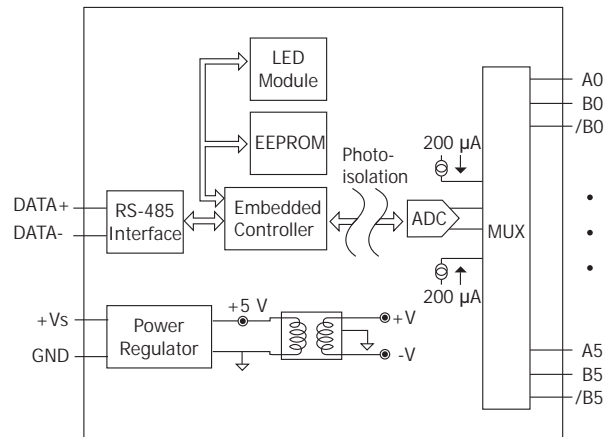 LED
Module
EEPROM
Photo-
isolation
200 µA
A0
B0
/B0
DATA+
DATA-
RS-485
Interface
Embedded
Controller
ADC
MUX
200 µA
+Vs
GND
Power
Regulator
+5 V
+V
-V
A5
B5
/B5